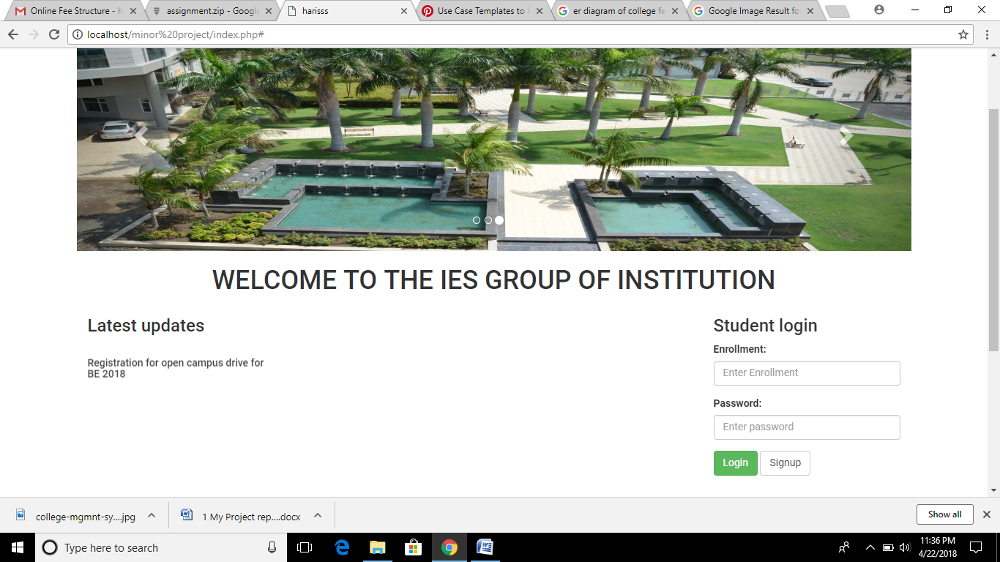 Online Fee Structure - h
assignment.zip - Google
harisss
Use Case Templates to
er diagram of college fe
Google Image Result fo
localhost/minor%20project/index.php#
WELCOME TO THE IES GROUP OF INSTITUTION
Latest updates
Registration for open campus drive for
BE 2018
Student login
Enrollment:
Enter Enrollment
Password:
Enter password
Login Signup
college-mgmnt-sy....jpg
1 My Project rep....docx
Show all
Type here to search
11:36 PM
4/22/2018